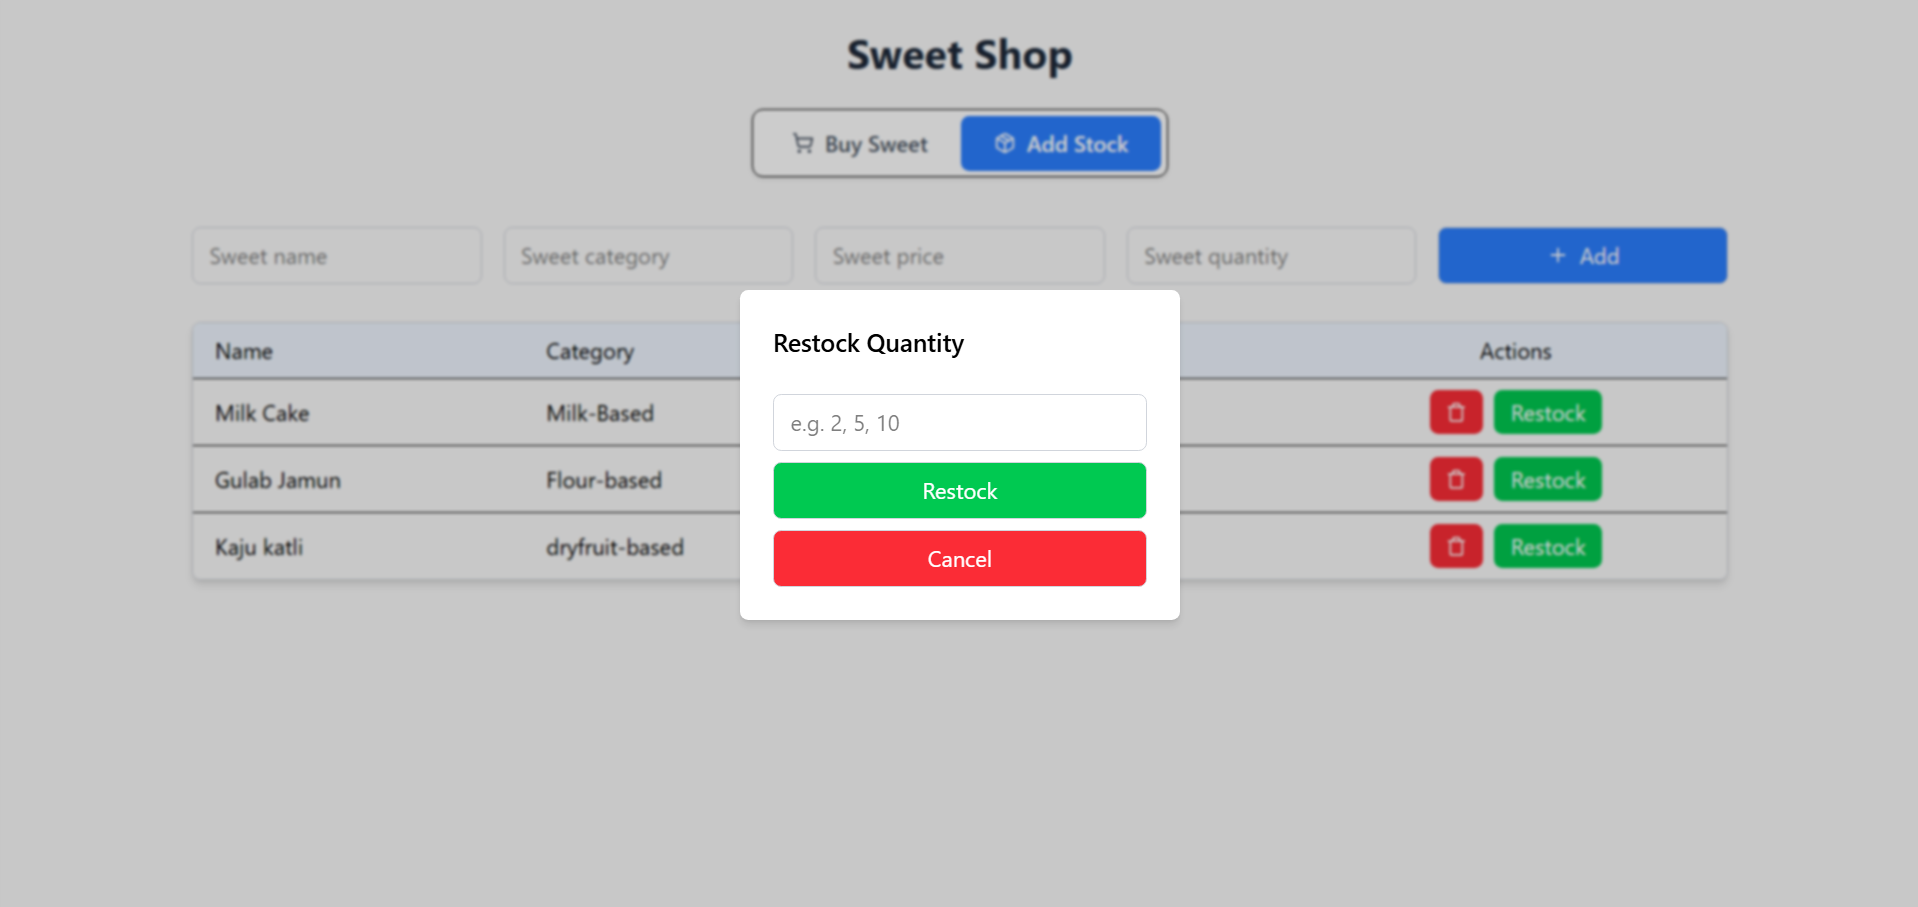 Sweet Shop
Buy Sweet
Add Stock
Sweet name
Sweet category
Sweet price
Sweet quantity
+ Add
Name
Category
Actions
Milk Cake
Milk-Based
Restock
Gulab Jamun
Flour-based
Restock
Kaju katli
dryfruit-based
Restock
Restock Quantity
e.g. 2, 5, 10
Restock
Cancel